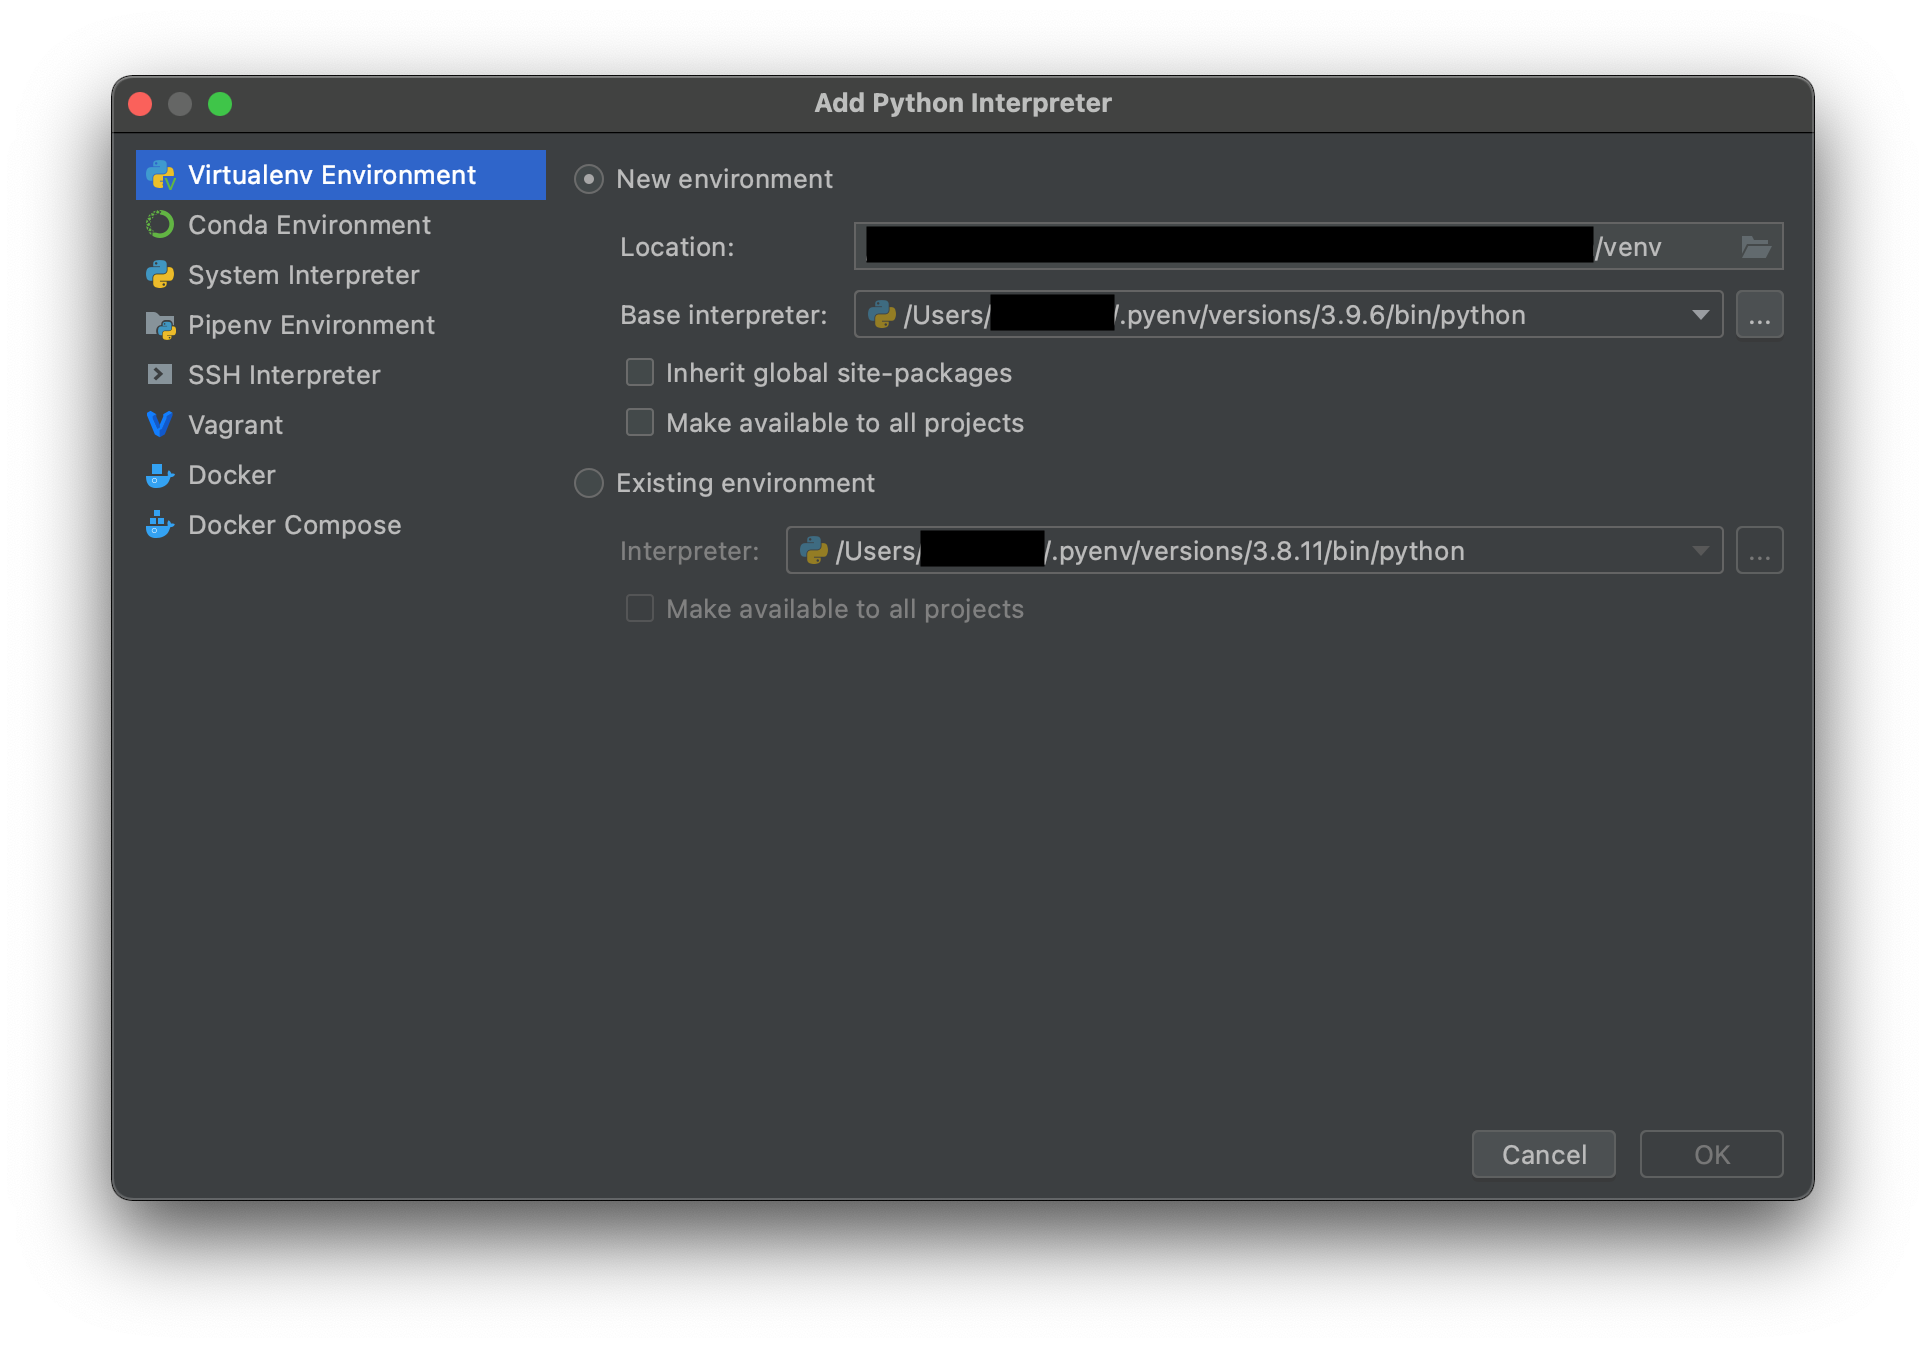 Add Python Interpreter
Virtualenv Environment
Conda Environment
System Interpreter
Pipenv Environment
SSH Interpreter
Vagrant
Docker
Docker Compose
New environment
Location: /venv
Base interpreter: /Users/ /.pyenv/versions/3.9.6/bin/python ...
Inherit global site-packages
Make available to all projects
Existing environment
Interpreter: /Users/ /.pyenv/versions/3.8.11/bin/python ...
Make available to all projects
Cancel OK